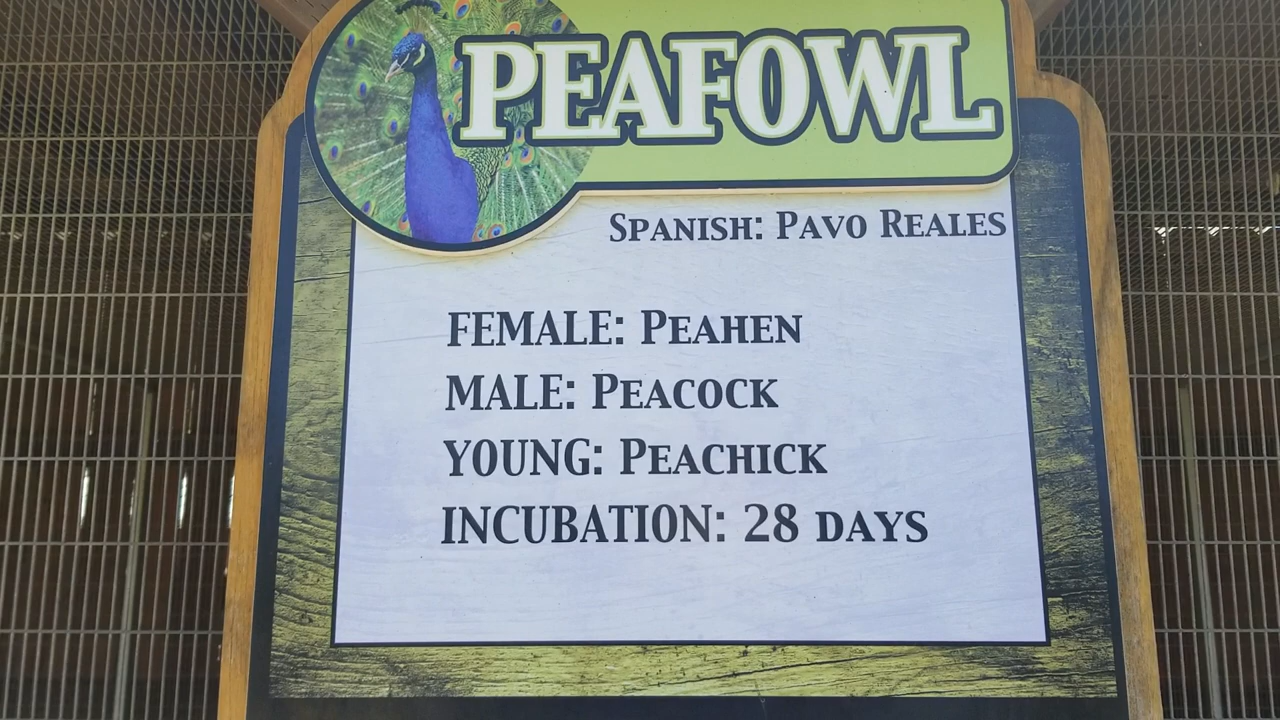 PEAFOWL
Spanish: Pavo Reales
FEMALE: Peahen
MALE: Peacock
YOUNG: Peachick
INCUBATION: 28 days